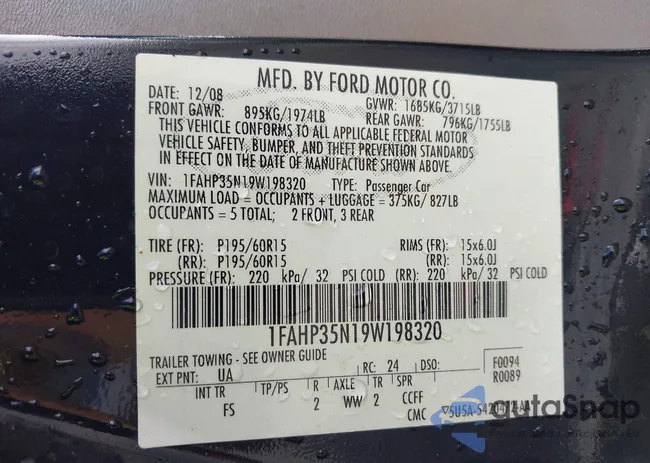 MFD. BY FORD MOTOR CO.
DATE: 12/08 GVWR: 1685KG/3715LB
FRONT GAWR: 895KG/1974LB REAR GAWR: 796KG/1755LB
THIS VEHICLE CONFORMS TO ALL APPLICABLE FEDERAL MOTOR
VEHICLE SAFETY, BUMPER, AND THEFT PREVENTION STANDARDS
IN EFFECT ON THE DATE OF MANUFACTURE SHOWN ABOVE.
VIN: 1FAHP35N19W198320 TYPE: Passenger Car
MAXIMUM LOAD = OCCUPANTS + LUGGAGE = 375KG/ 827LB
OCCUPANTS = 5 TOTAL; 2 FRONT, 3 REAR
TIRE (FR): P195/60R15 RIMS (FR): 15x6.0J
(RR): P195/60R15 (RR): 15x6.0J
PRESSURE (FR): 220 kPa/ 32 PSI COLD (RR): 220 kPa/ 32 PSI COLD
1FAHP35N19W198320
TRAILER TOWING - SEE OWNER GUIDE
EXT PNT: UA RC: 24 DSO: F0094
R0089
INT TR TP/PS R AXLE TR SPR
FS 2 WW 2 CCFF
CMC
autoSnap